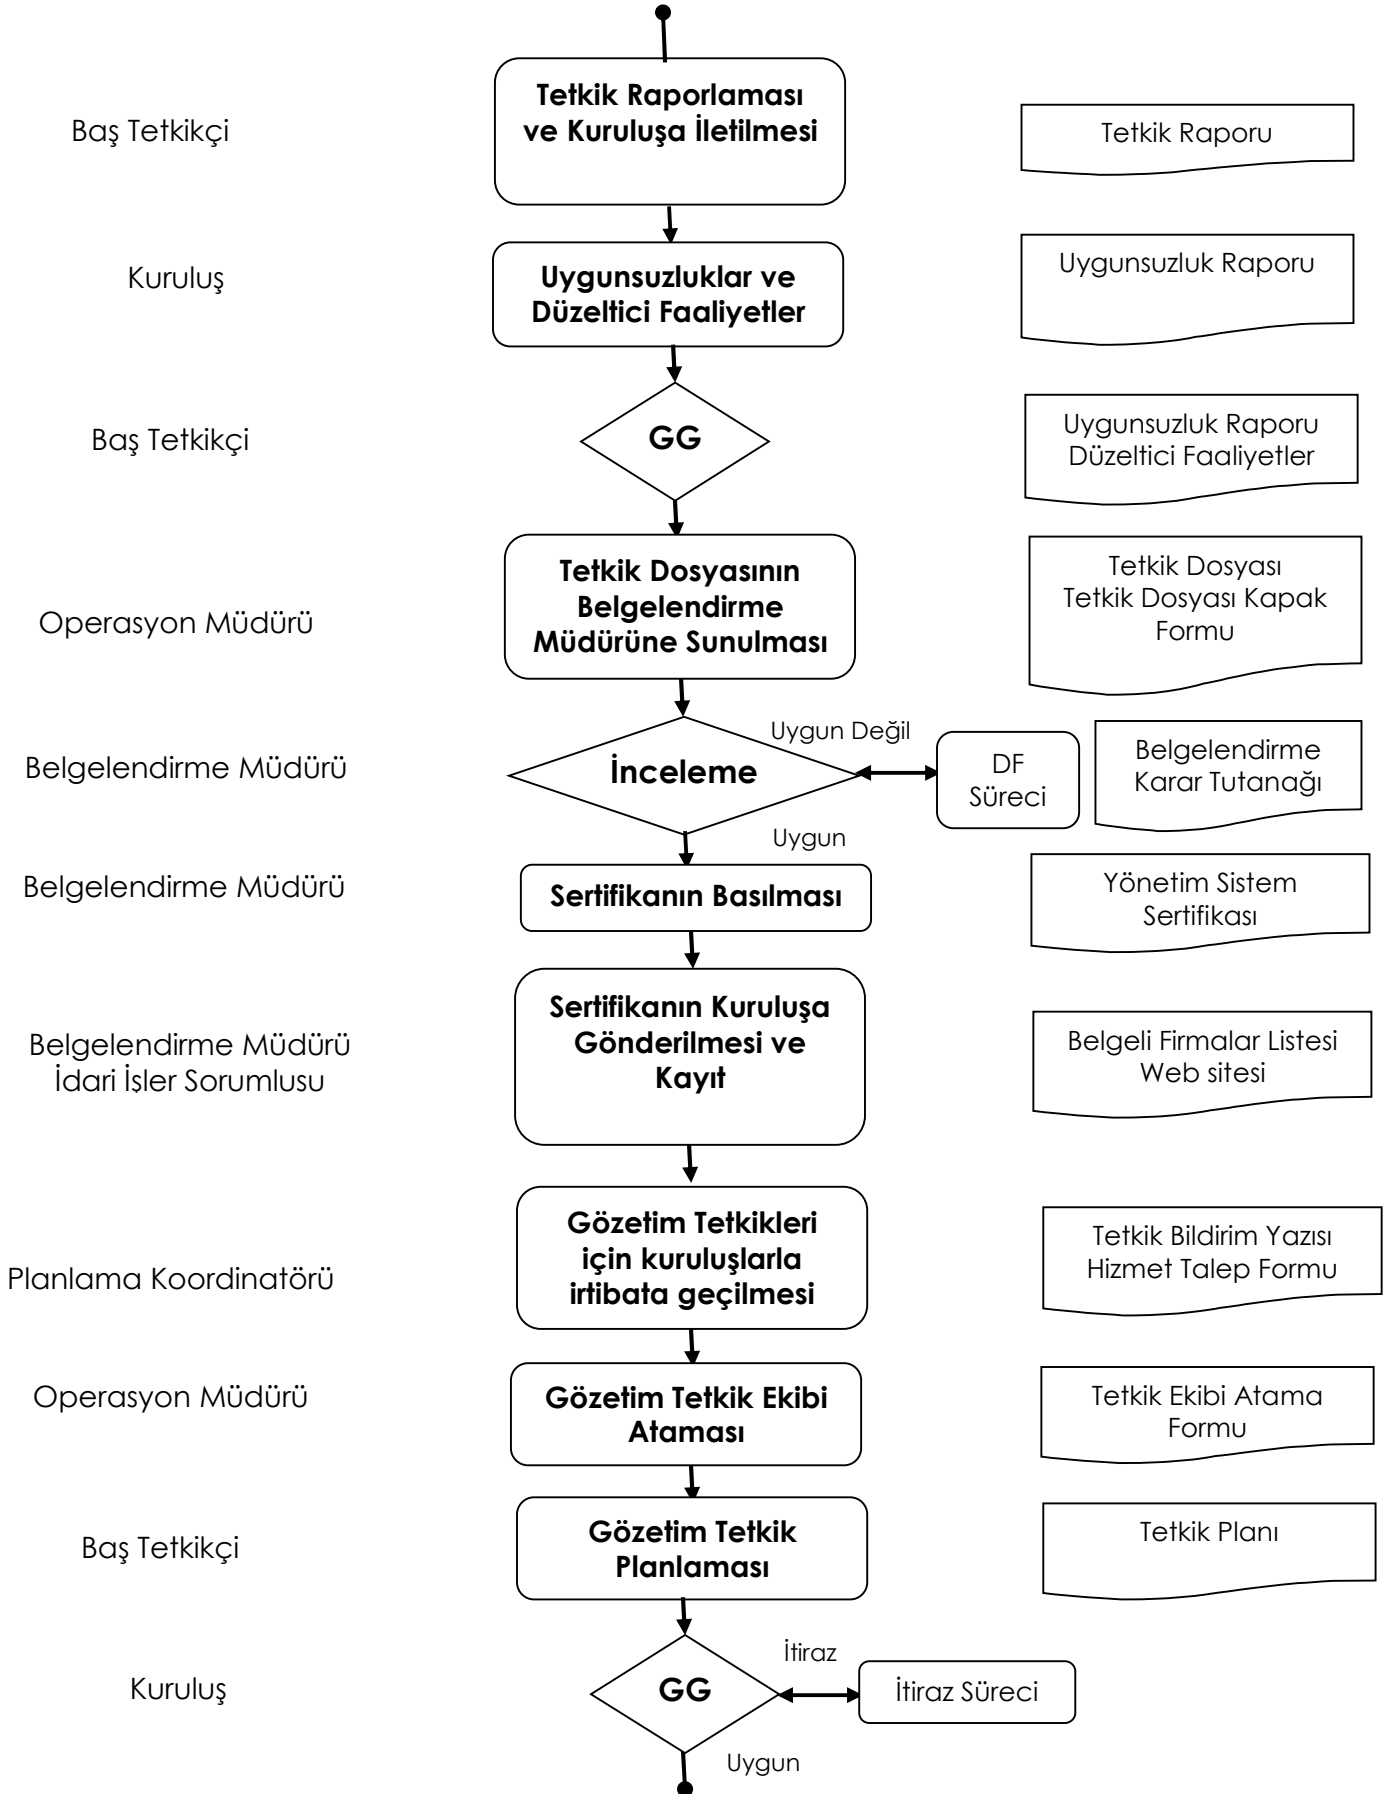 Baş Tetkikçi
Tetkik Raporlaması
ve Kuruluşa İletilmesi
Tetkik Raporu
Kuruluş
Uygunsuzluklar ve
Düzeltici Faaliyetler
Uygunsuzluk Raporu
Baş Tetkikçi
GG
Uygunsuzluk Raporu
Düzeltici Faaliyetler
Operasyon Müdürü
Tetkik Dosyasının
Belgelendirme
Müdürüne Sunulması
Tetkik Dosyası
Tetkik Dosyası Kapak
Formu
Belgelendirme Müdürü
İnceleme
Uygun Değil
DF
Süreci
Belgelendirme
Karar Tutanağı
Uygun
Belgelendirme Müdürü
Sertifikanın Basılması
Yönetim Sistem
Sertifikası
Belgelendirme Müdürü
İdari İşler Sorumlusu
Sertifikanın Kuruluşa
Gönderilmesi ve
Kayıt
Belgeli Firmalar Listesi
Web sitesi
Planlama Koordinatörü
Gözetim Tetkikleri
için kuruluşlarla
irtibata geçilmesi
Tetkik Bildirim Yazısı
Hizmet Talep Formu
Operasyon Müdürü
Gözetim Tetkik Ekibi
Ataması
Tetkik Ekibi Atama
Formu
Baş Tetkikçi
Gözetim Tetkik
Planlaması
Tetkik Planı
Kuruluş
GG
İtiraz
İtiraz Süreci
Uygun